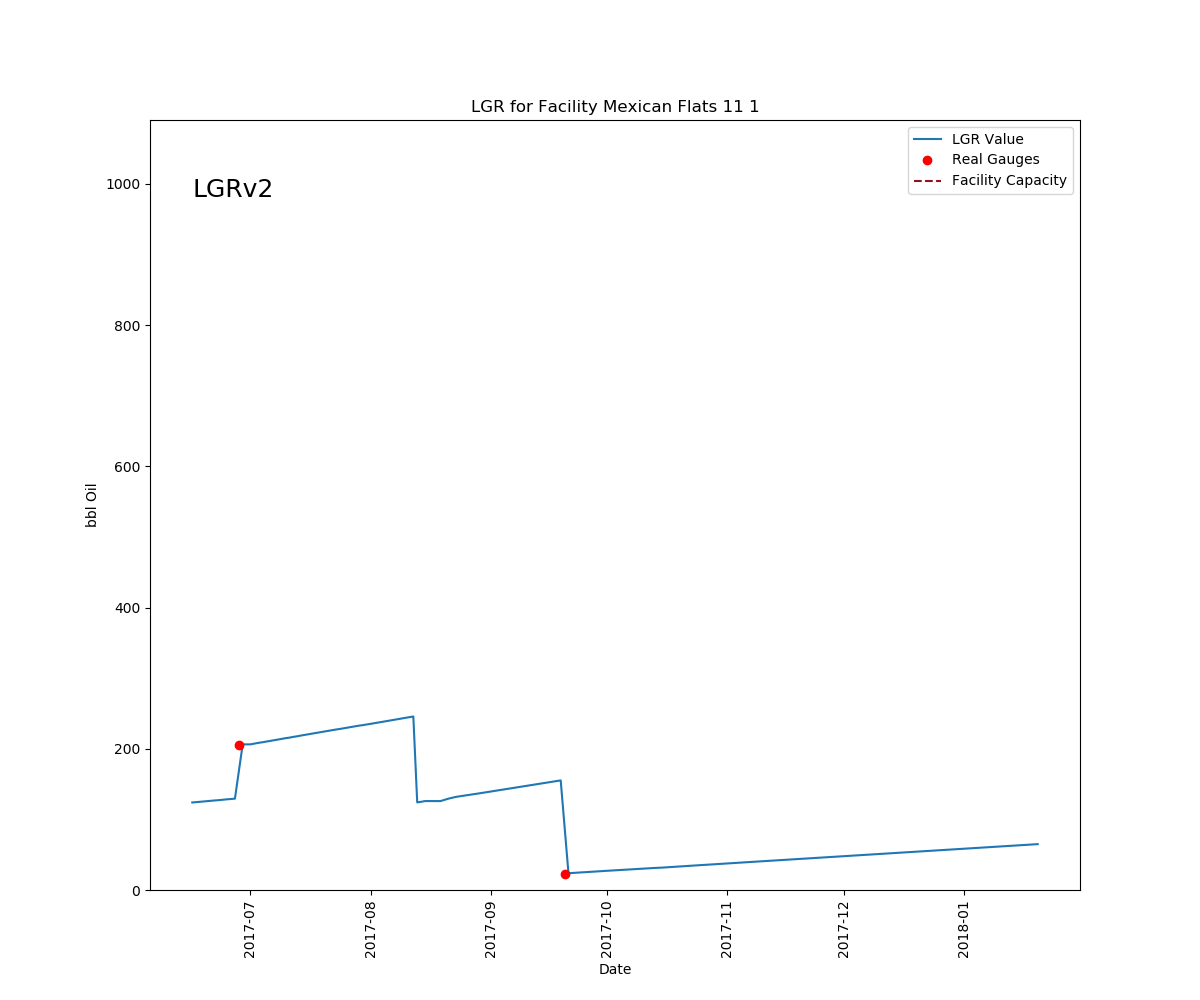 LGR for Facility Mexican Flats 11 1
LGRv2
LGR Value
Real Gauges
Facility Capacity
bbl Oil
1000
800
600
400
200
0
2017-07
2017-08
2017-09
2017-10
2017-11
2017-12
2018-01
Date